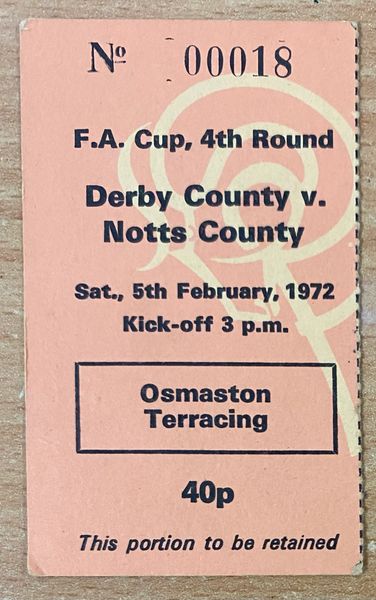 Nº 00018
F.A. Cup, 4th Round
Derby County v.
Notts County
Sat., 5th February, 1972
Kick-off 3 p.m.
Osmaston
Terracing
40p
This portion to be retained